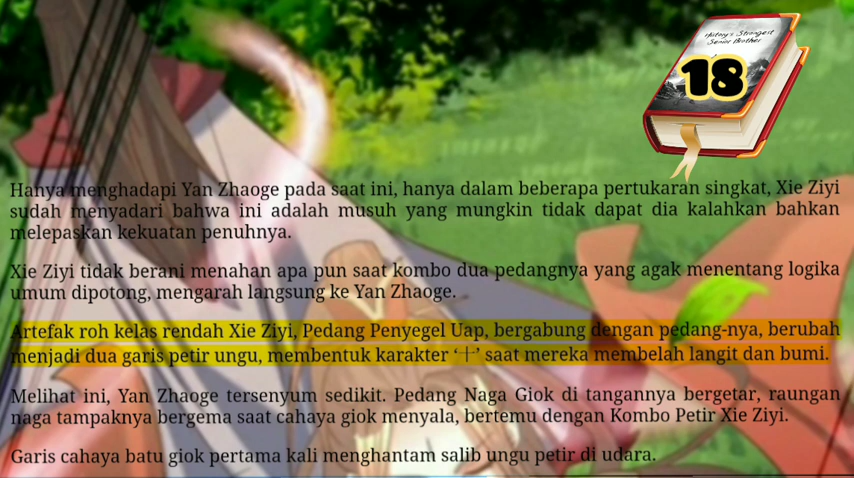 History's Strongest
Senior Brother
18
Hanya menghadapi Yan Zhaoge pada saat ini, hanya dalam beberapa pertukaran singkat, Xie Ziyi
sudah menyadari bahwa ini adalah musuh yang mungkin tidak dapat dia kalahkan bahkan
melepaskan kekuatan penuhnya.
Xie Ziyi tidak berani menahan apa pun saat kombo dua pedangnya yang agak menentang logika
umum dipotong, mengarah langsung ke Yan Zhaoge.
Artefak roh kelas rendah Xie Ziyi, Pedang Penyegel Uap, bergabung dengan pedang-nya, berubah
menjadi dua garis petir ungu, membentuk karakter ‘十’ saat mereka membelah langit dan bumi.
Melihat ini, Yan Zhaoge tersenyum sedikit. Pedang Naga Giok di tangannya bergetar, raungan
naga tampaknya bergema saat cahaya giok menyala, bertemu dengan Kombo Petir Xie Ziyi.
Garis cahaya batu giok pertama kali menghantam salib ungu petir di udara.